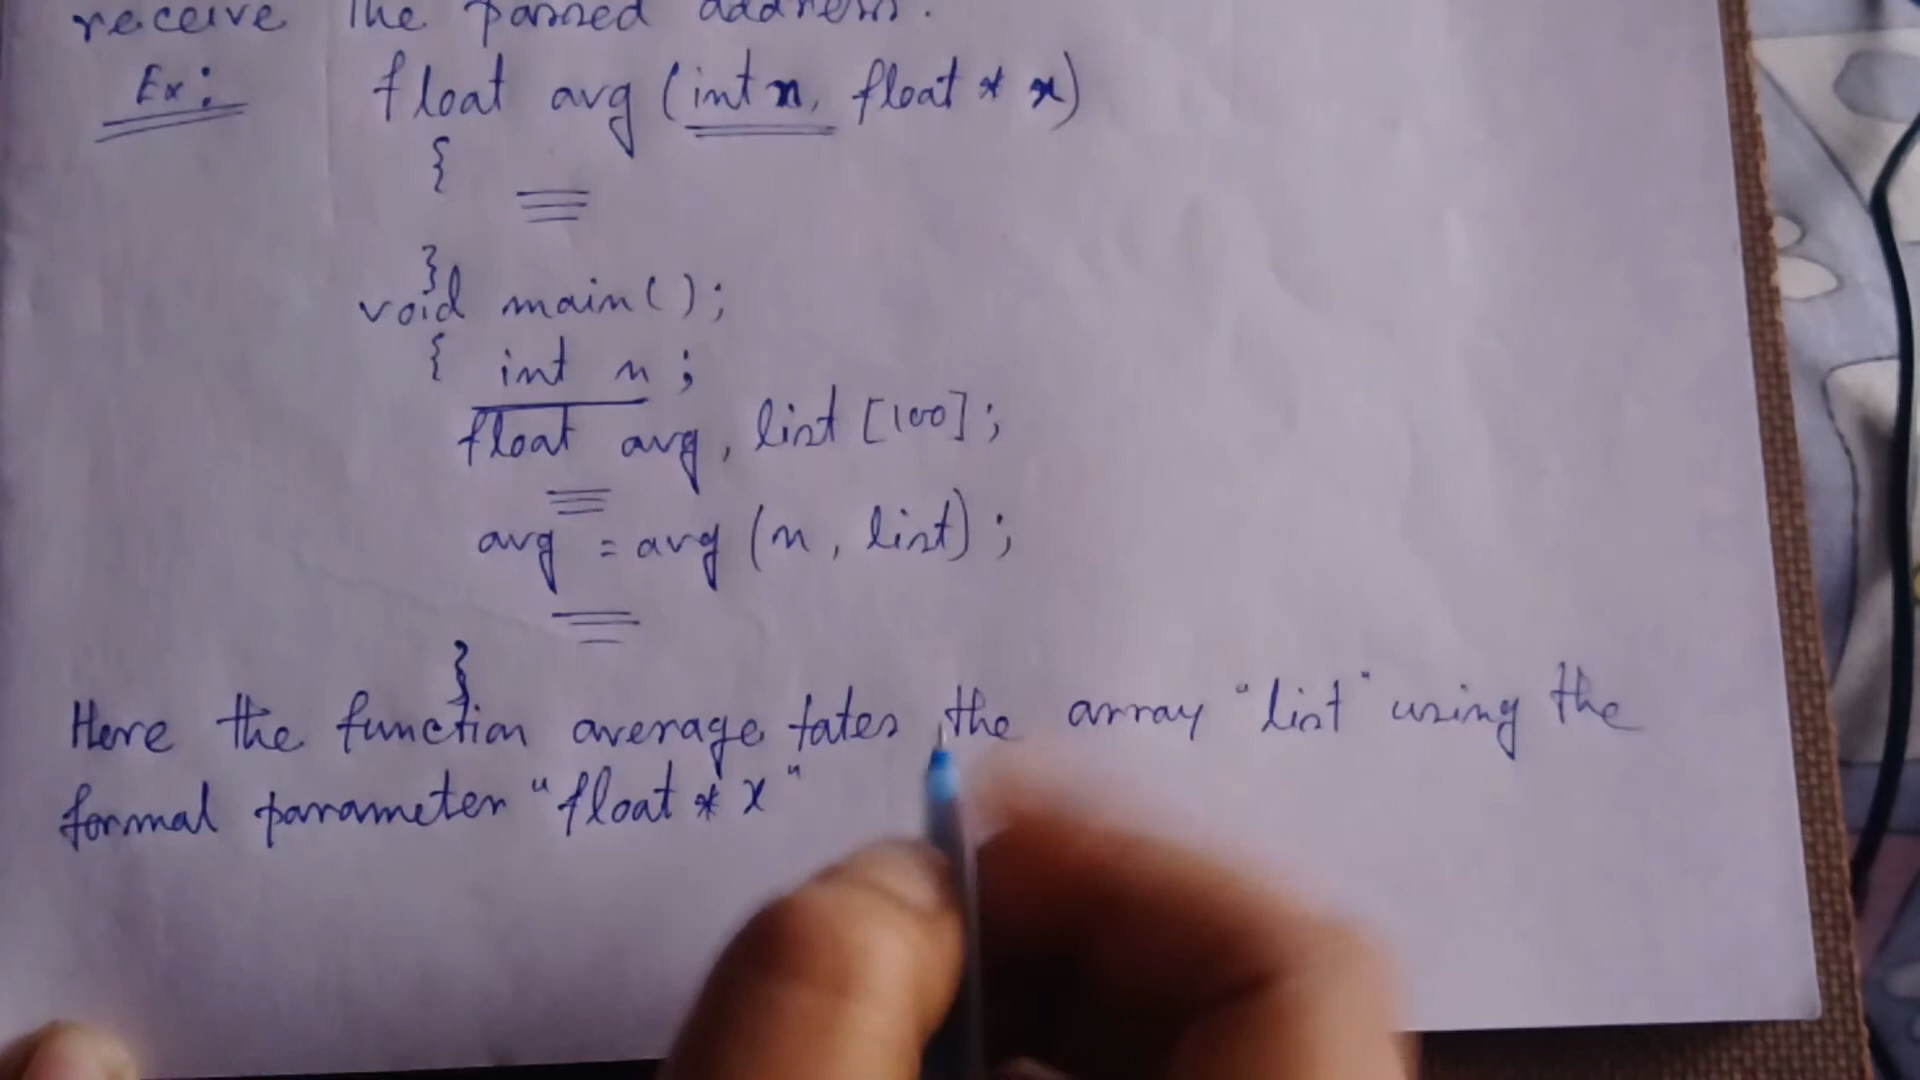 receive the passed address.
Ex: float avg (int n, float * x)
{
}
void main();
{ int n;
float avg, list [100];
avg = avg (n, list);
}
Here the function average takes the array "list" using the
formal parameter "float * x"